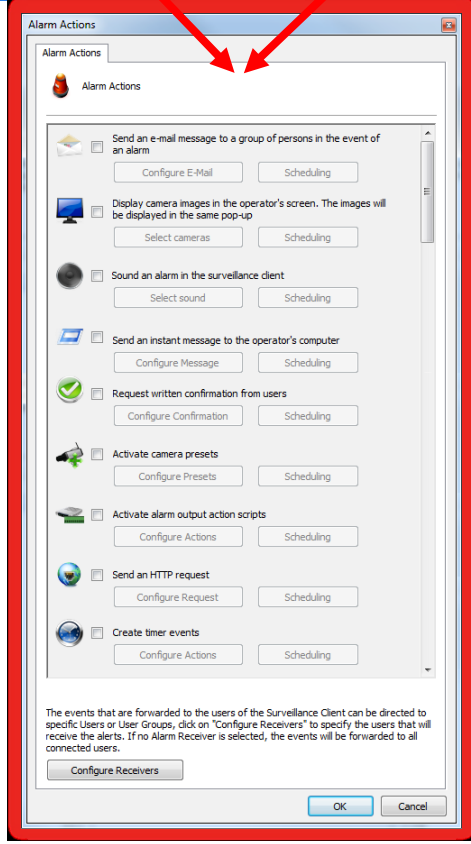 Alarm Actions
Alarm Actions
Alarm Actions
Send an e-mail message to a group of persons in the event of
an alarm
Configure E-Mail
Scheduling
Display camera images in the operator's screen. The images will
be displayed in the same pop-up
Select cameras
Scheduling
Sound an alarm in the surveillance client
Select sound
Scheduling
Send an instant message to the operator's computer
Configure Message
Scheduling
Request written confirmation from users
Configure Confirmation
Scheduling
Activate camera presets
Configure Presets
Scheduling
Activate alarm output action scripts
Configure Actions
Scheduling
Send an HTTP request
Configure Request
Scheduling
Create timer events
Configure Actions
Scheduling
The events that are forwarded to the users of the Surveillance Client can be directed to
specific Users or User Groups, click on "Configure Receivers" to specify the users that will
receive the alerts. If no Alarm Receiver is selected, the events will be forwarded to all
connected users.
Configure Receivers
OK
Cancel